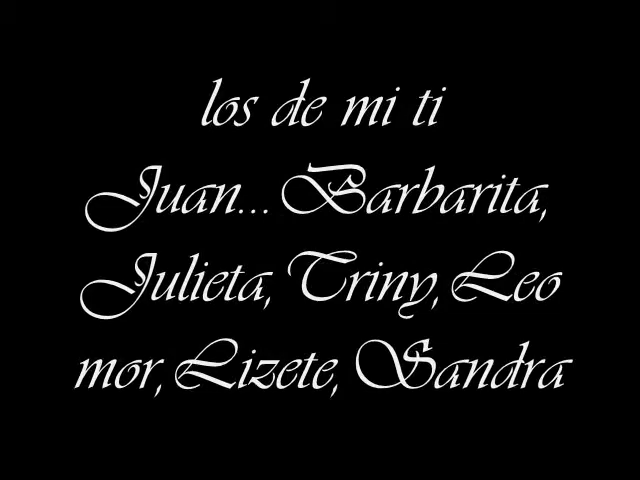 los de mi ti
Juan... Barbarita,
Julieta, Triny, Leo
mor, Lizete, Sandra